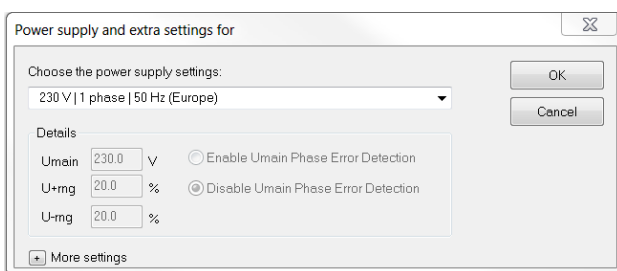 Power supply and extra settings for
Choose the power supply settings:
230 V | 1 phase | 50 Hz (Europe)
OK
Cancel
Details
Umain 230.0 V
Enable Umain Phase Error Detection
U+rng 20.0 %
Disable Umain Phase Error Detection
U-rng 20.0 %
+ More settings